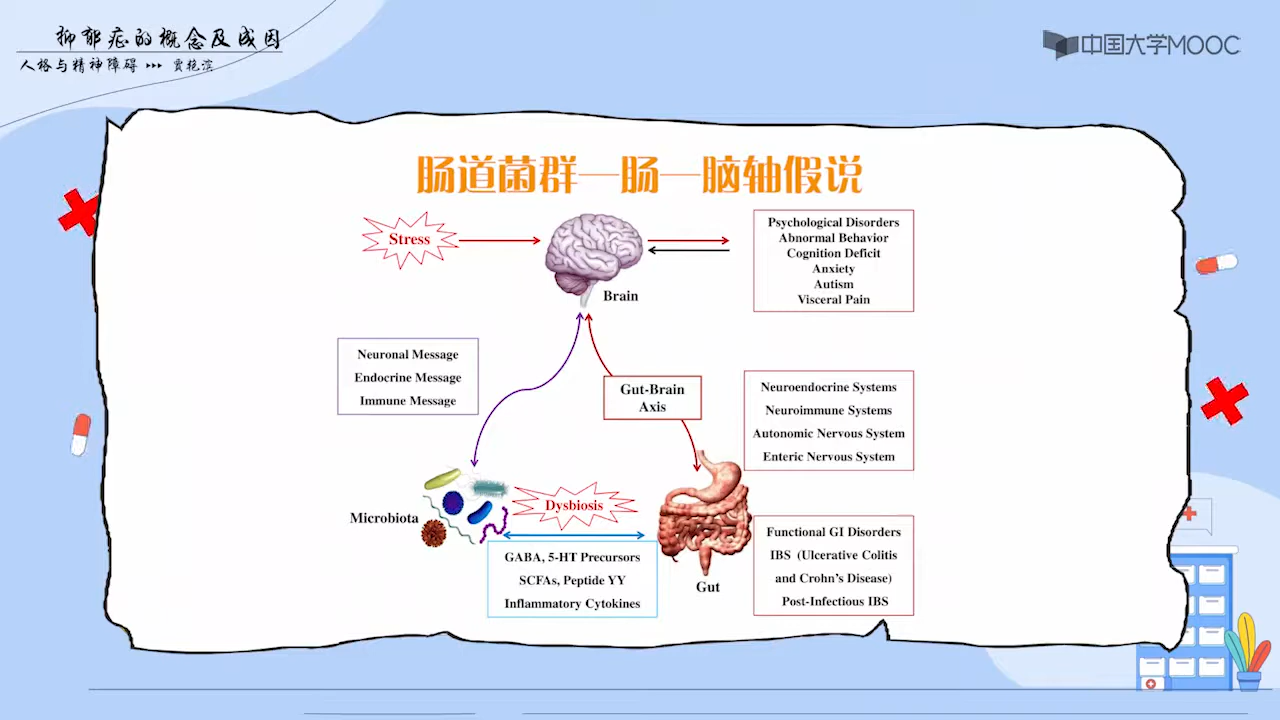 抑郁症的概念及成因
人格与精神障碍 ▸▸▸ 贾艳滨
中国大学MOOC
肠道菌群—肠—脑轴假说
Stress
Brain
Psychological Disorders
Abnormal Behavior
Cognition Deficit
Anxiety
Autism
Visceral Pain
Neuronal Message
Endocrine Message
Immune Message
Gut-Brain
Axis
Neuroendocrine Systems
Neuroimmune Systems
Autonomic Nervous System
Enteric Nervous System
Microbiota
Dysbiosis
GABA, 5-HT Precursors
SCFAs, Peptide YY
Inflammatory Cytokines
Gut
Functional GI Disorders
IBS (Ulcerative Colitis
and Crohn's Disease)
Post-Infectious IBS